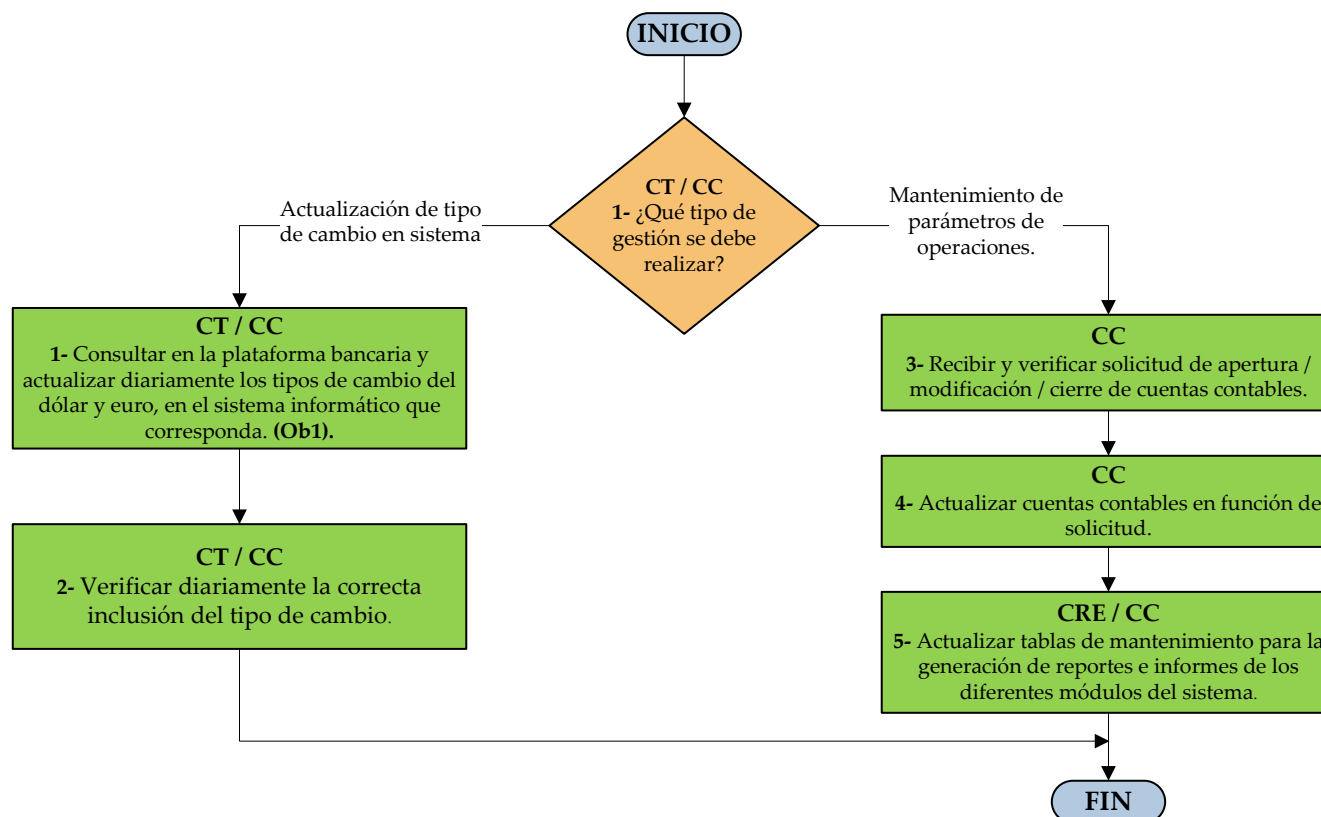 INICIO
CT / CC
1- ¿Qué tipo de
gestión se debe
realizar?
Actualización de tipo
de cambio en sistema
Mantenimiento de
parámetros de
operaciones.
CT / CC
1- Consultar en la plataforma bancaria y
actualizar diariamente los tipos de cambio del
dólar y euro, en el sistema informático que
corresponda. (Ob1).
CT / CC
2- Verificar diariamente la correcta
inclusión del tipo de cambio.
CC
3- Recibir y verificar solicitud de apertura /
modificación / cierre de cuentas contables.
CC
4- Actualizar cuentas contables en función de
solicitud.
CRE / CC
5- Actualizar tablas de mantenimiento para la
generación de reportes e informes de los
diferentes módulos del sistema.
FIN